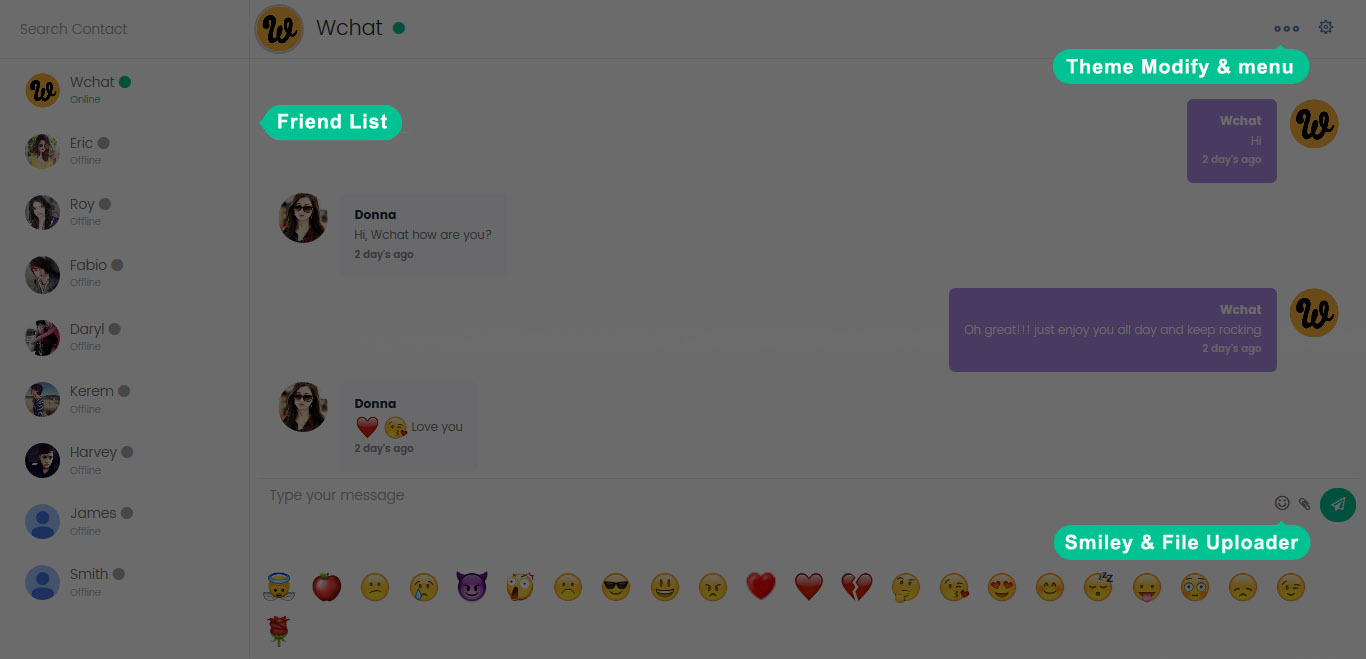 Search Contact
Wchat
Theme Modify & menu
Wchat
Online
Friend List
Eric
Offline
Roy
Offline
Fabio
Offline
Daryl
Offline
Kerem
Offline
Harvey
Offline
James
Offline
Smith
Offline
Wchat
Hi
2 day's ago
Donna
Hi, Wchat how are you?
2 day's ago
Wchat
Oh great!!! just enjoy you all day and keep rocking
2 day's ago
Donna
❤️ 😘 Love you
2 day's ago
Type your message
Smiley & File Uploader